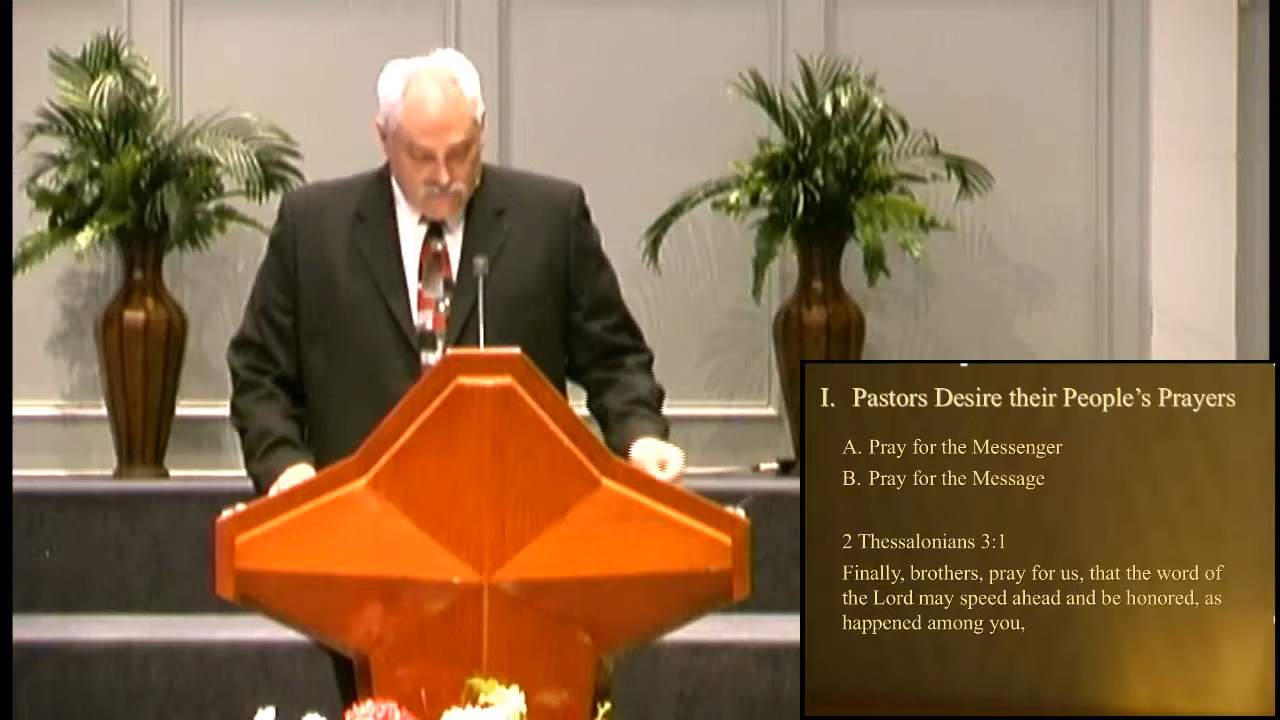 I. Pastors Desire their People’s Prayers
A. Pray for the Messenger
B. Pray for the Message
2 Thessalonians 3:1
Finally, brothers, pray for us, that the word of
the Lord may speed ahead and be honored, as
happened among you,